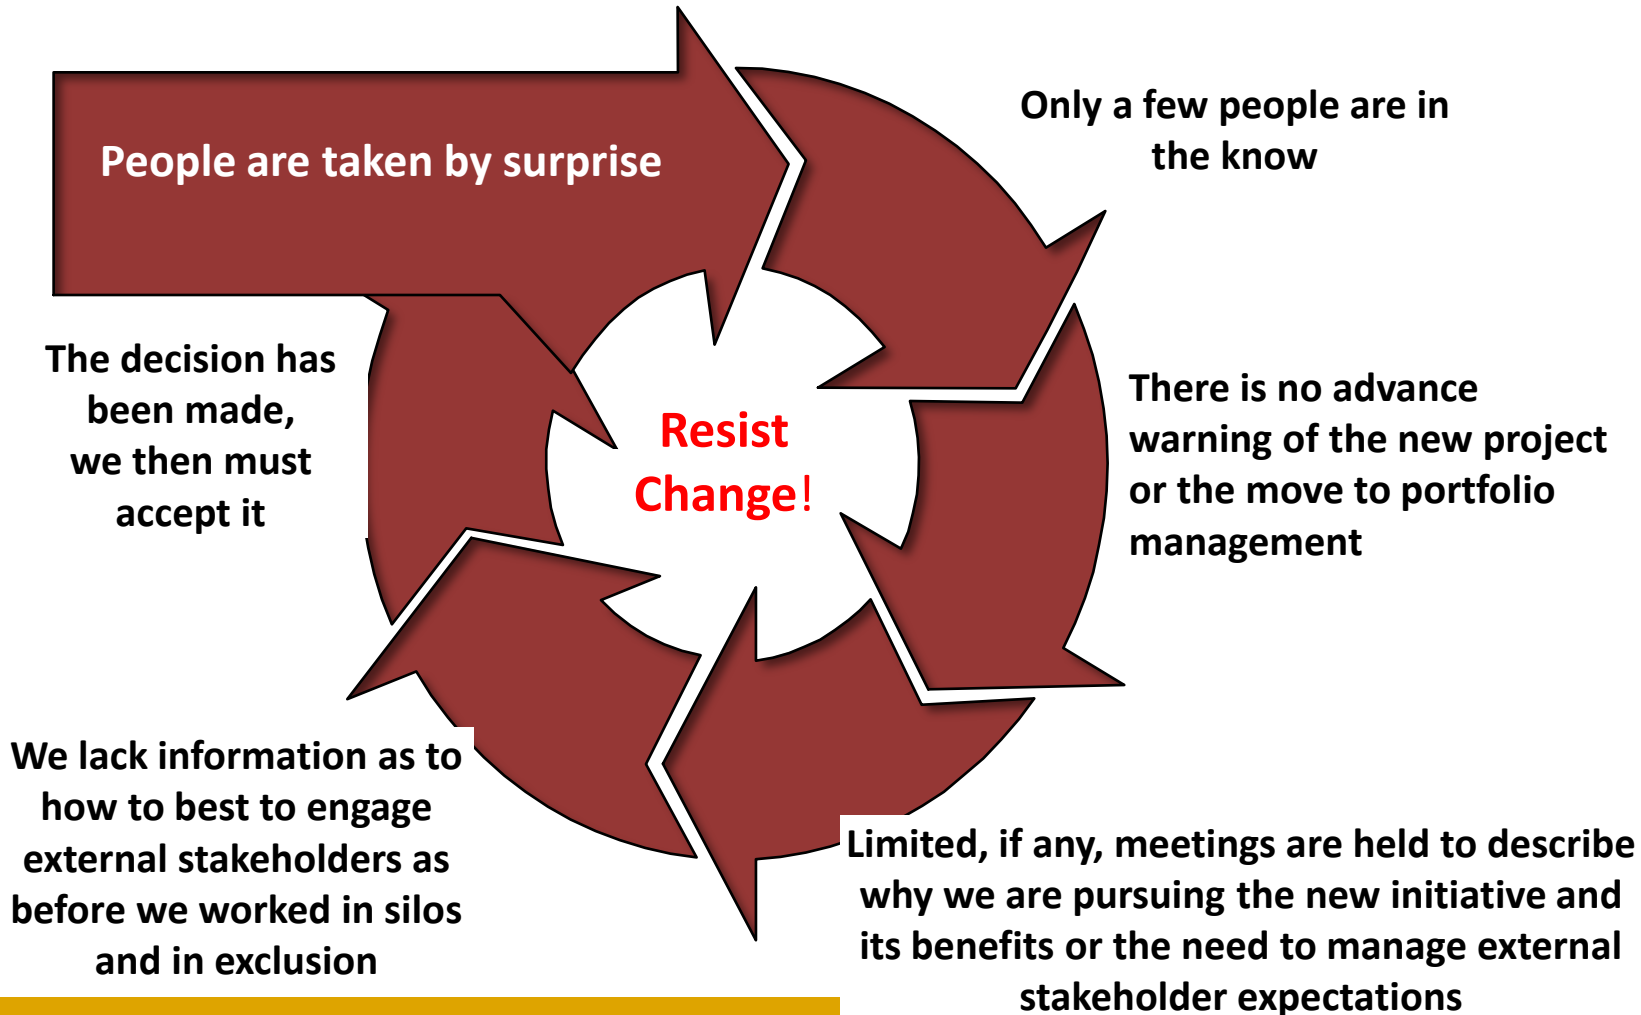 People are taken by surprise
Only a few people are in
the know
There is no advance
warning of the new project
or the move to portfolio
management
Limited, if any, meetings are held to describe
why we are pursuing the new initiative and
its benefits or the need to manage external
stakeholder expectations
We lack information as to
how to best to engage
external stakeholders as
before we worked in silos
and in exclusion
The decision has
been made,
we then must
accept it
Resist
Change!